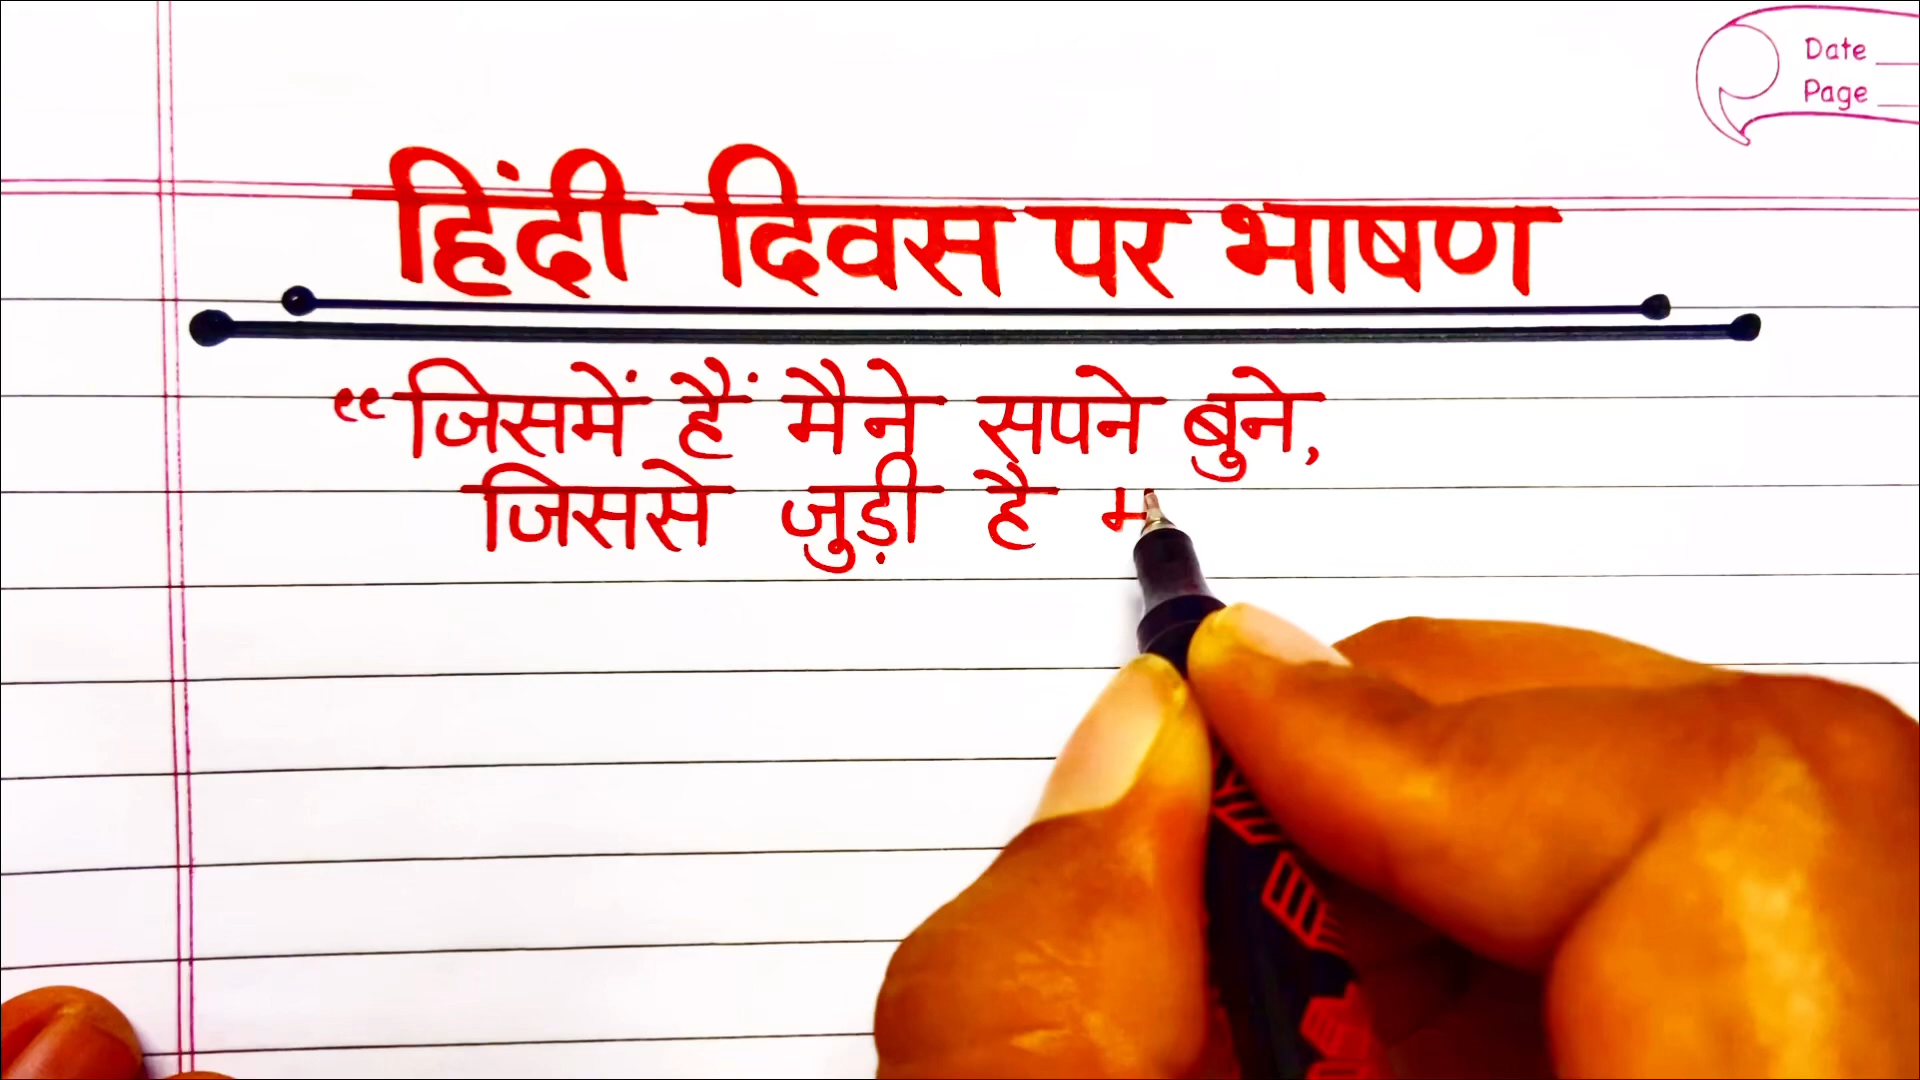 Date
Page
हिंदी दिवस पर भाषण
“जिसमें हैं मैने सपने बुने,
जिससे जुड़ी है